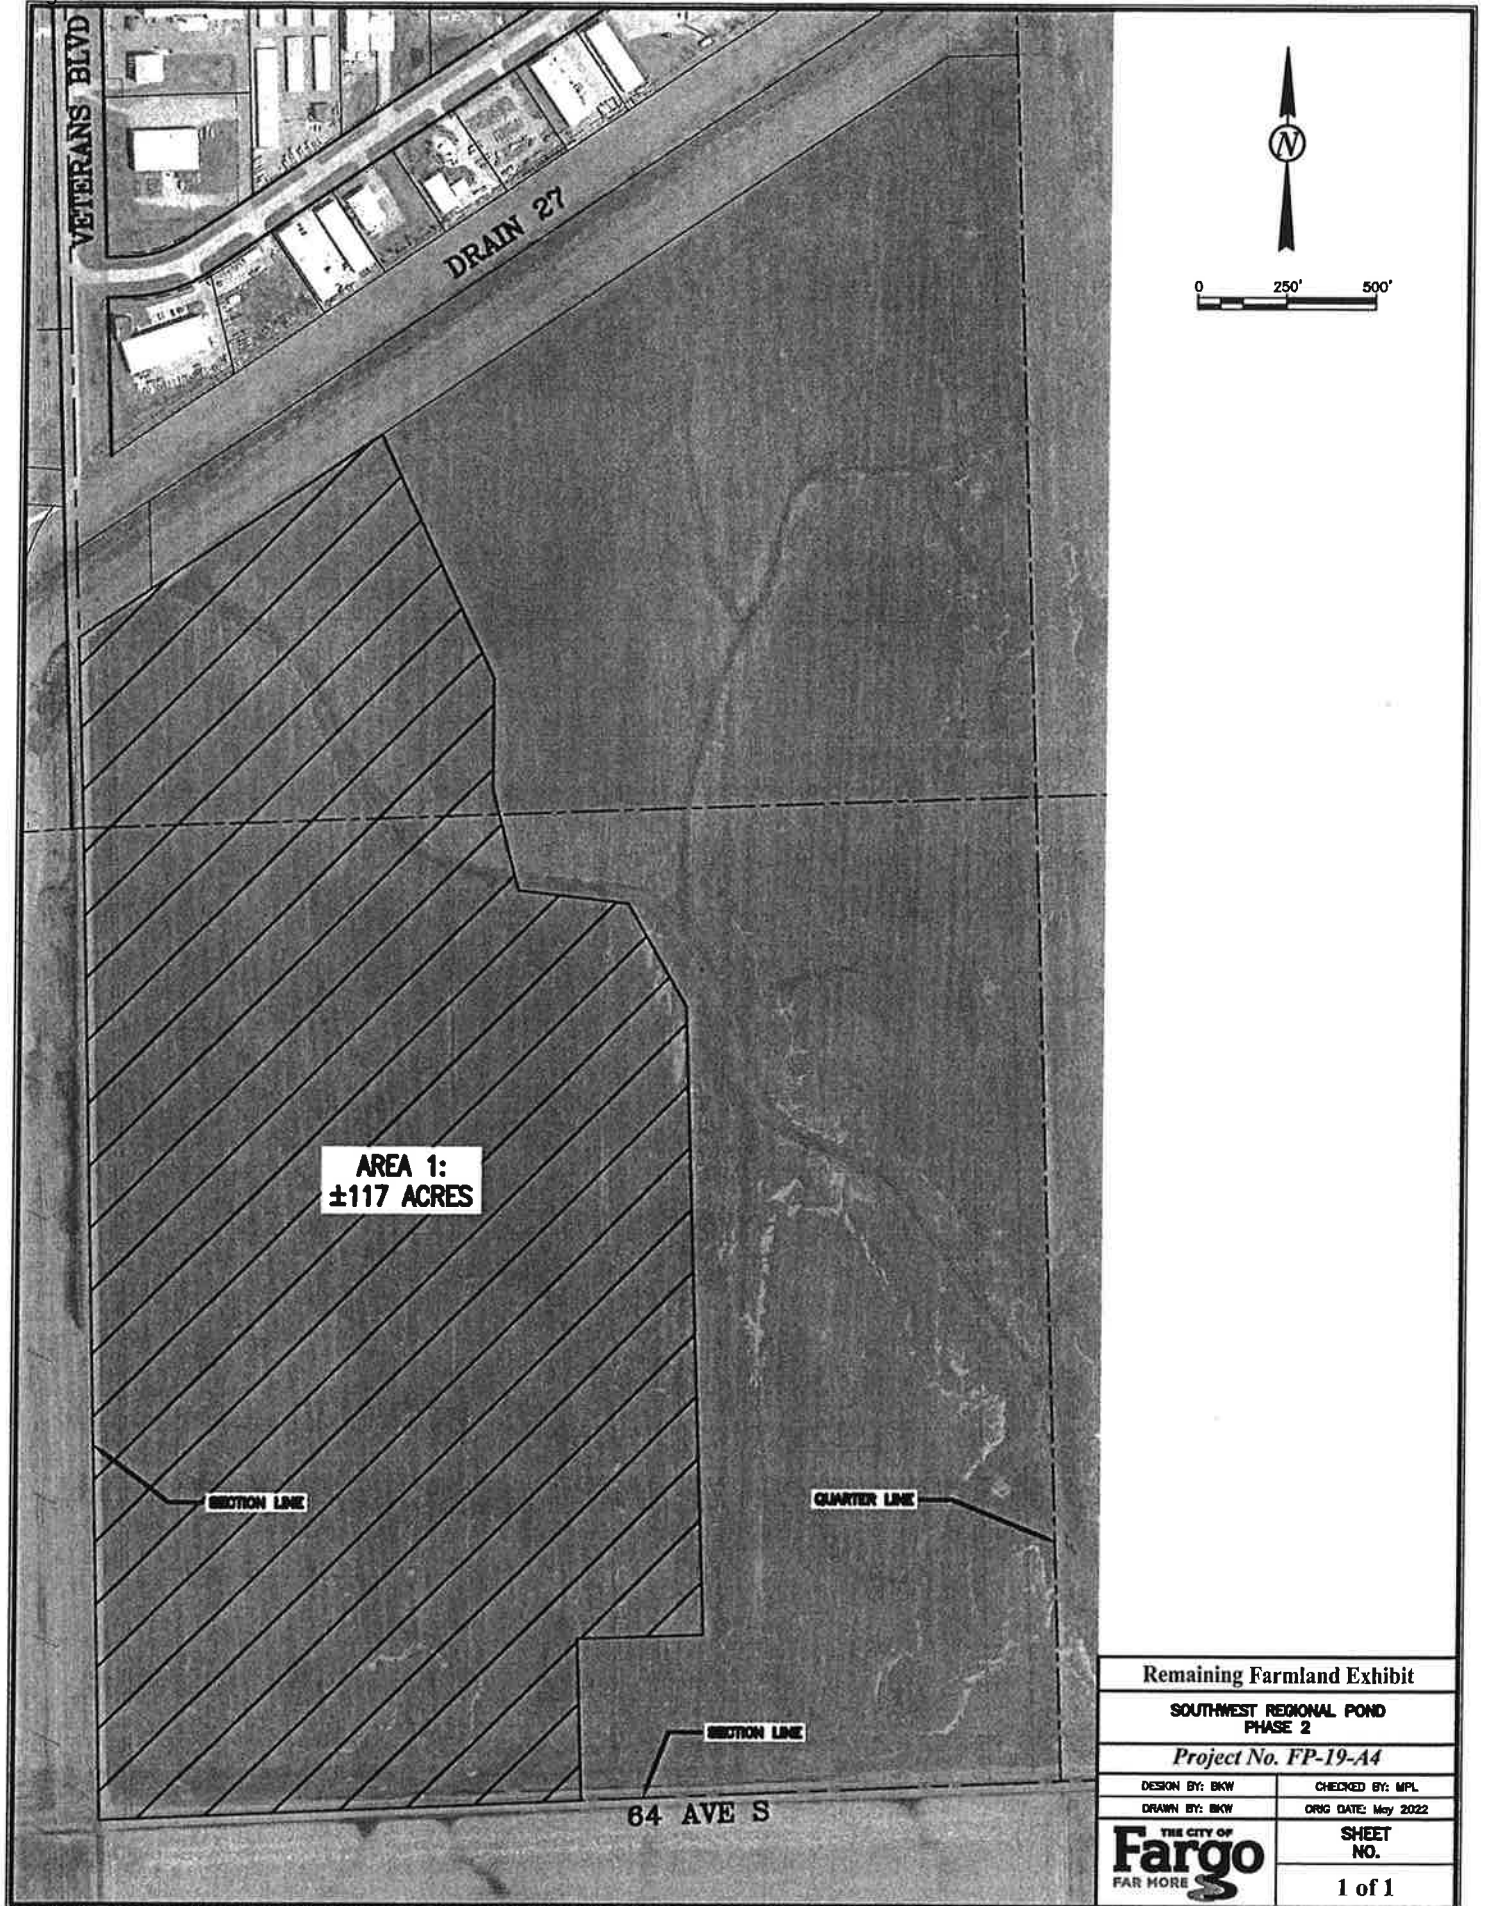 VETERANS BLVD
DRAIN 27
N
0 250' 500'
AREA 1:
±117 ACRES
SECTION LINE
QUARTER LINE
SECTION LINE
64 AVE S
Remaining Farmland Exhibit
SOUTHWEST REGIONAL POND
PHASE 2
Project No. FP-19-A4
DESIGN BY: BKW
CHECKED BY: MPL
DRAWN BY: BKW
ORIG DATE: May 2022
THE CITY OF
Fargo
FAR MORE
SHEET
NO.
1 of 1